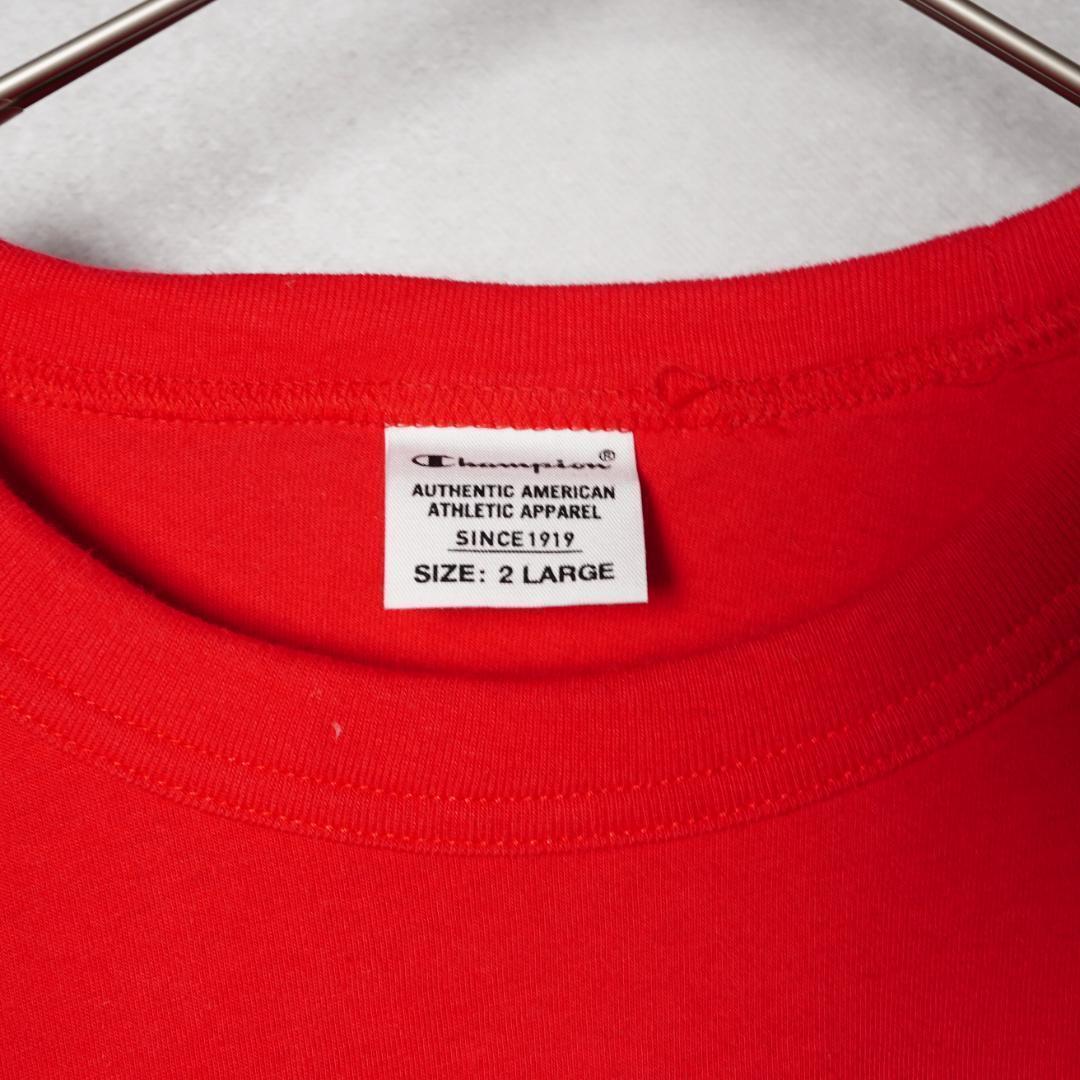 Champion®
AUTHENTIC AMERICAN
ATHLETIC APPAREL
SINCE 1919
SIZE: 2 LARGE